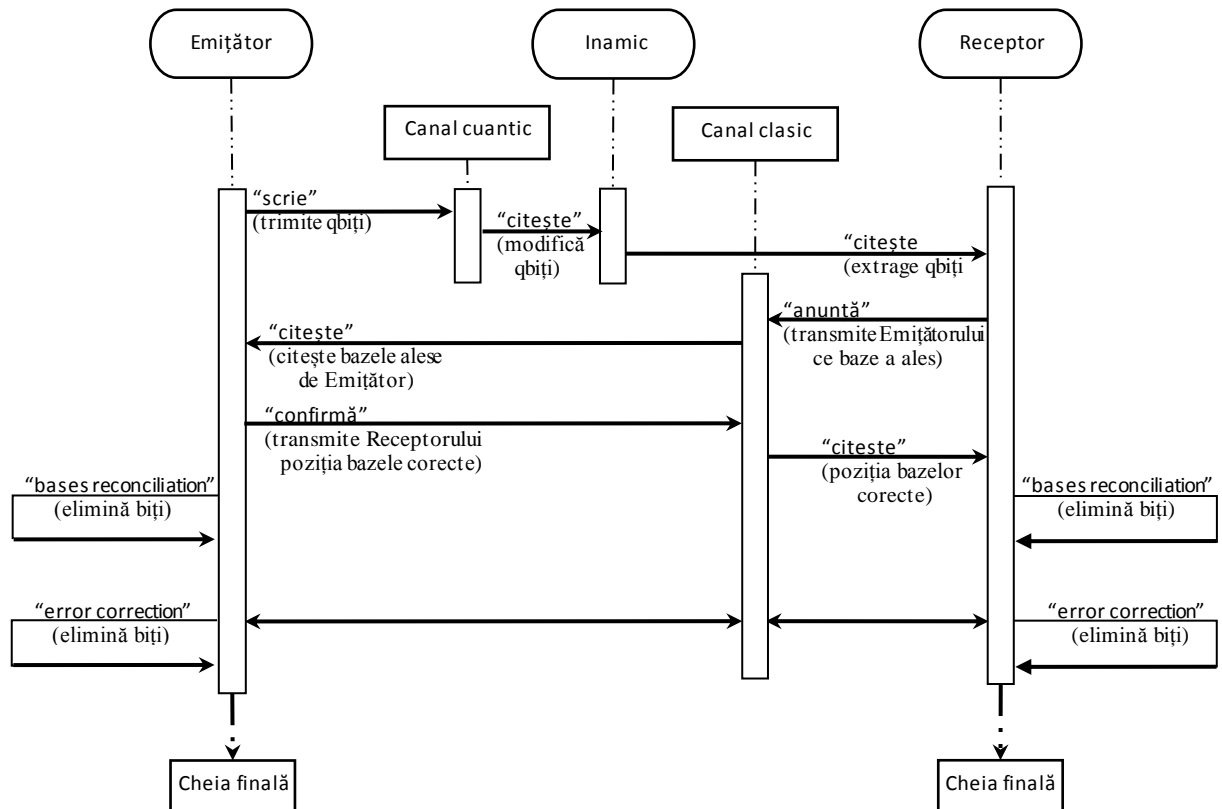 Emițător
Inamic
Receptor
Canal cuantic
Canal clasic
“scrie”
(trimite qbiți)
“citește”
(modifică
qbiți)
“citește
(extrage qbiți
“anuntă”
(transmite Emițătorului
ce baze a ales)
“citește”
(citește bazele alese
de Emițător)
“confirmă”
(transmite Receptorului
poziția bazele corecte)
“citeste”
(poziția bazelor
corecte)
“bases reconciliation”
(elimină biți)
“bases reconciliation”
(elimină biți)
“error correction”
(elimină biți)
“error correction”
(elimină biți)
Cheia finală
Cheia finală